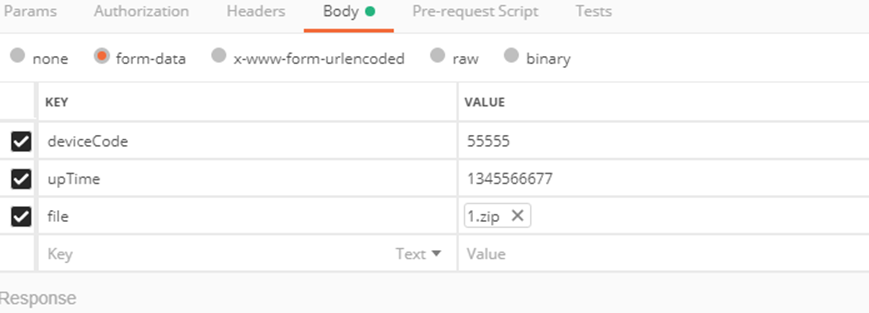 Params Authorization Headers Body Pre-request Script Tests
none form-data x-www-form-urlencoded raw binary
KEY VALUE
deviceCode 55555
upTime 1345566677
file 1.zip
Key Text Value
Response